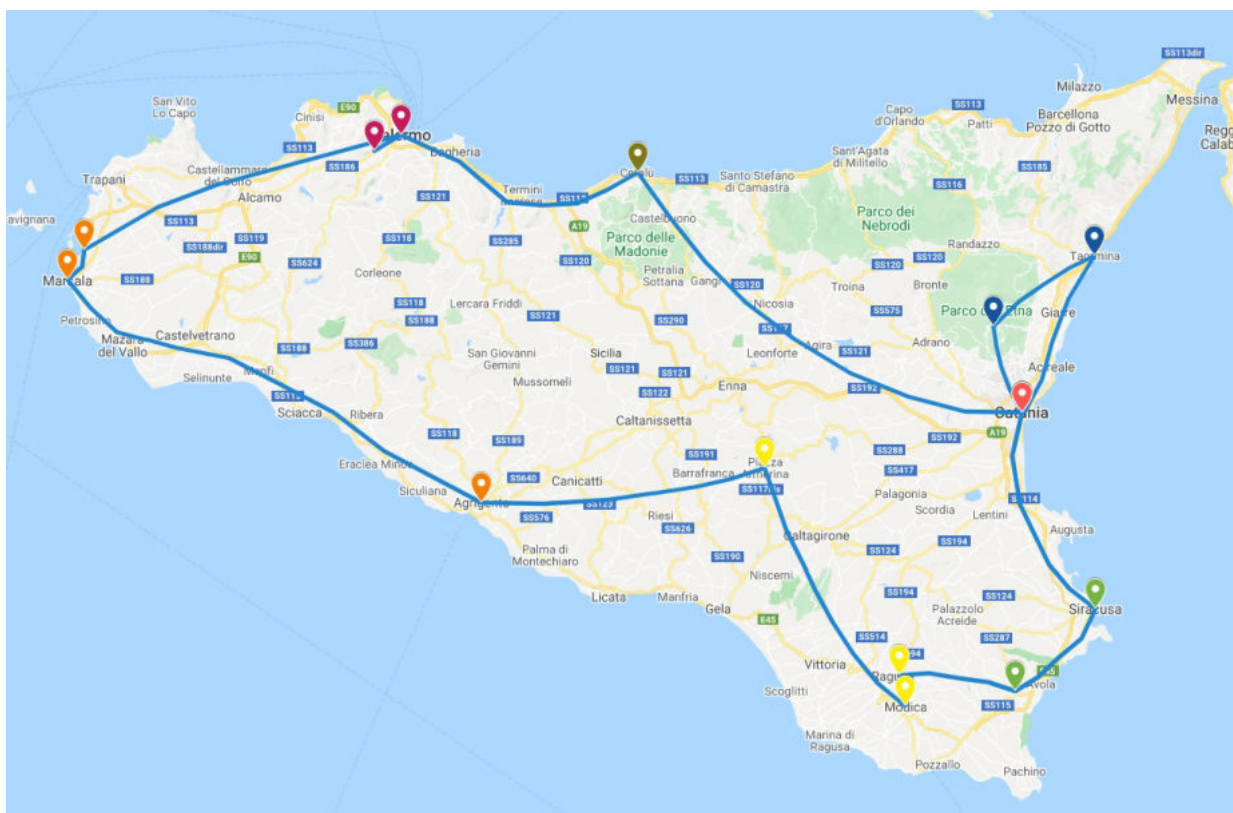 SS113dir
Milazzo
Messina
San Vito
Lo Capo
Cinisi
E90
Capo
d'Orlando
SS113
Patti
Barcellona
Pozzo di Gotto
Reggio
Calab
SS113
SS186
Bagheria
Sant'Agata
di Militello
SS185
Castellammare
del Golfo
Trapani
Alcamo
SS121
Termini
Cefalù
SS113
Santo Stefano
di Camastra
SS116
avignana
SS113
SS119
SS188dir
E90
SS118
SS285
A19
Castelbuono
Parco delle
Madonie
Parco dei
Nebrodi
Randazzo
Taormina
SS624
Corleone
SS120
Petralia
Sottana
Gangi
SS120
SS120
SS120
Troina
Bronte
Marsala
SS188
Lercara Friddi
SS118
SS188
SS121
SS290
Nicosia
SS575
Giarre
Petrosino
Mazara
del Vallo
Castelvetrano
SS386
SS188
San Giovanni
Gemini
Sicilia
Leonforte
Agira
SS121
Adrano
Acireale
Selinunte
Menfi
Mussomeli
SS121
SS121
SS122
Enna
SS192
Sciacca
Ribera
Caltanissetta
Catania
A19
SS118
SS189
SS192
SS288
Eraclea Minoa
SS191
Piazza
Armerina
Barrafranca
SS417
Siculiana
SS640
Canicatti
Agrigento
Palagonia
Scordia
Lentini
SS114
SS576
SS123
Riesi
SS626
Augusta
Palma di
Montechiaro
Caltagirone
SS124
SS194
SS190
Niscemi
Licata
Manfria
Gela
E45
SS194
SS124
Palazzolo
Acreide
Siracusa
SS514
SS287
Vittoria
Ragusa
Avola
Scoglitti
SS115
Modica
Marina di
Ragusa
Pozzallo
Pachino